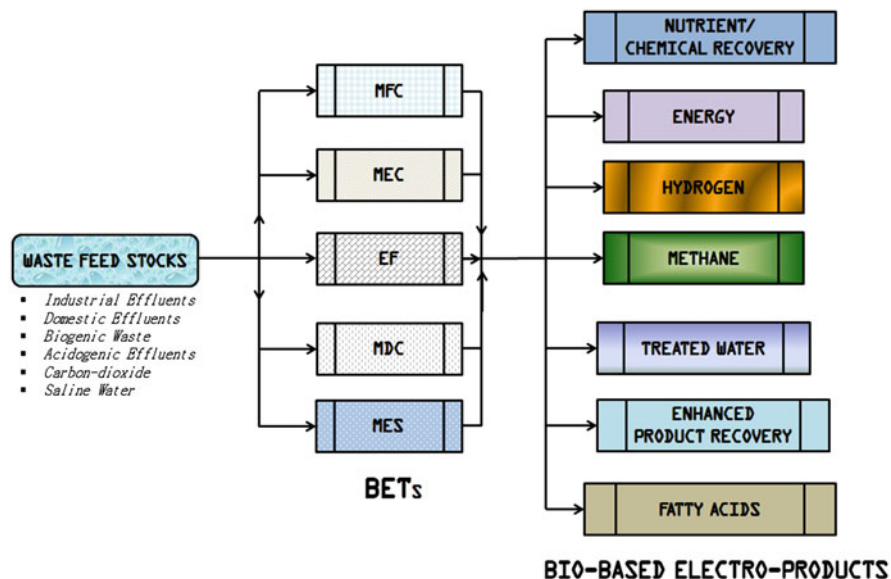 WASTE FEED STOCKS
▪ Industrial Effluents
▪ Domestic Effluents
▪ Biogenic Waste
▪ Acidogenic Effluents
▪ Carbon-dioxide
▪ Saline Water
MFC
MEC
EF
MDC
MES
BETs
NUTRIENT/
CHEMICAL RECOVERY
ENERGY
HYDROGEN
METHANE
TREATED WATER
ENHANCED
PRODUCT RECOVERY
FATTY ACIDS
BIO-BASED ELECTRO-PRODUCTS